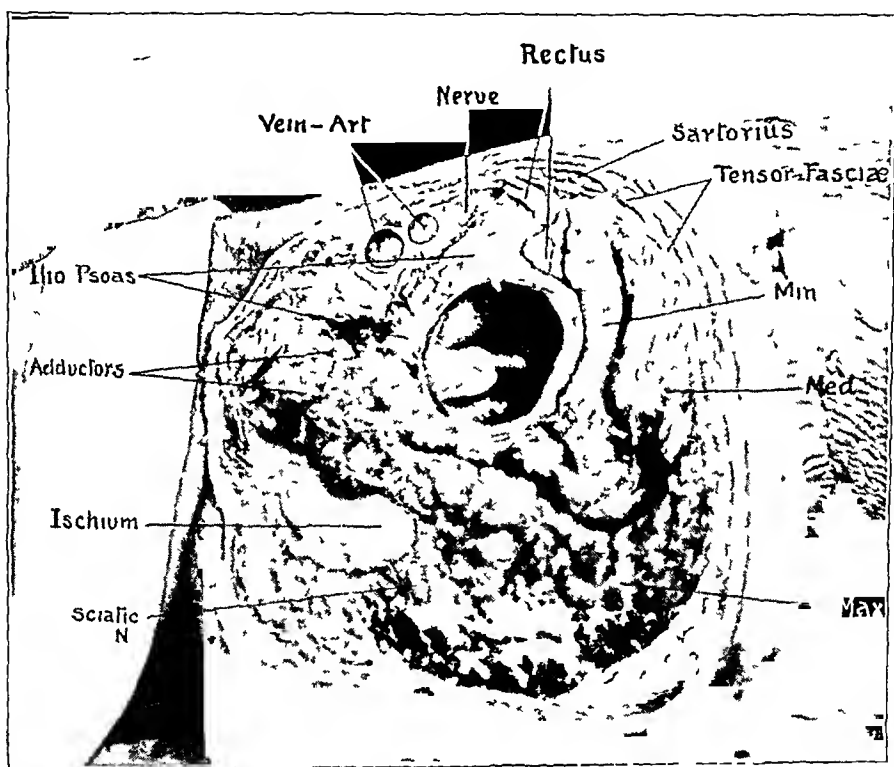 Rectus
Nerve
Vein-Art
Sartorius
Tensor-Fasciæ
Ilio Psoas
Min
Adductors
Med
Ischium
Sciatic
N
Max